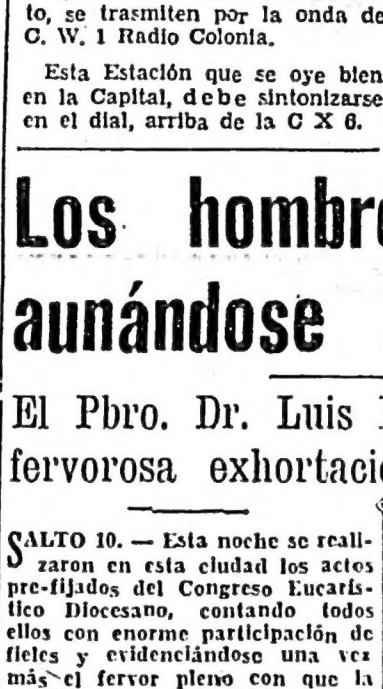 to, se trasmiten por la onda de
C. W. 1 Radio Colonia.
Esta Estación que se oye bien
en la Capital, debe sintonizarse
en el dial, arriba de la C X 6.
Los hombre
aunándose
El Pbro. Dr. Luis
fervorosa exhortaci
SALTO 10. — Esta noche se reali-
zaron en esta ciudad los actos
pre-fijados del Congreso Eucarís-
tico Diocesano, contando todos
ellos con enorme participación de
fieles y evidenciándose una vez
más el fervor pleno con que la